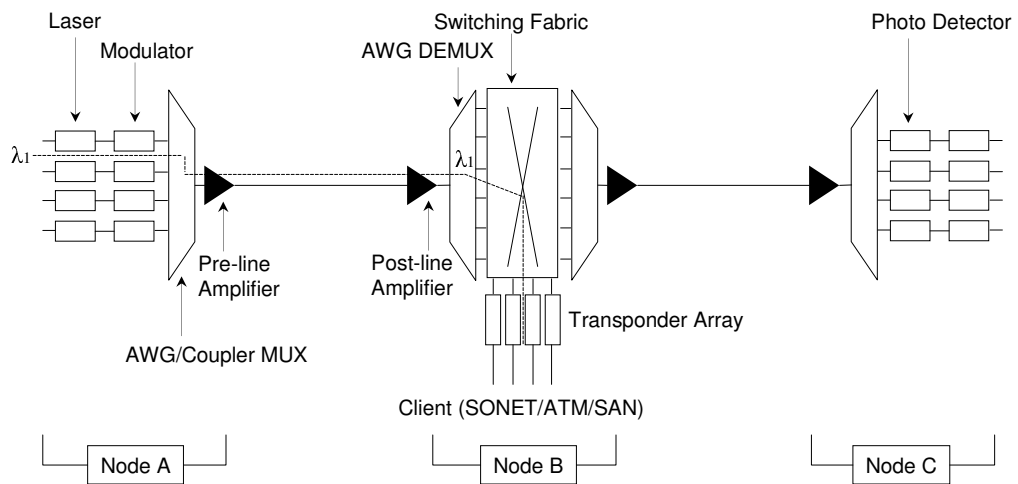 Laser
Modulator
Switching Fabric
AWG DEMUX
Photo Detector
λ1
λ1
Pre-line
Amplifier
Post-line
Amplifier
AWG/Coupler MUX
Transponder Array
Client (SONET/ATM/SAN)
Node A
Node B
Node C